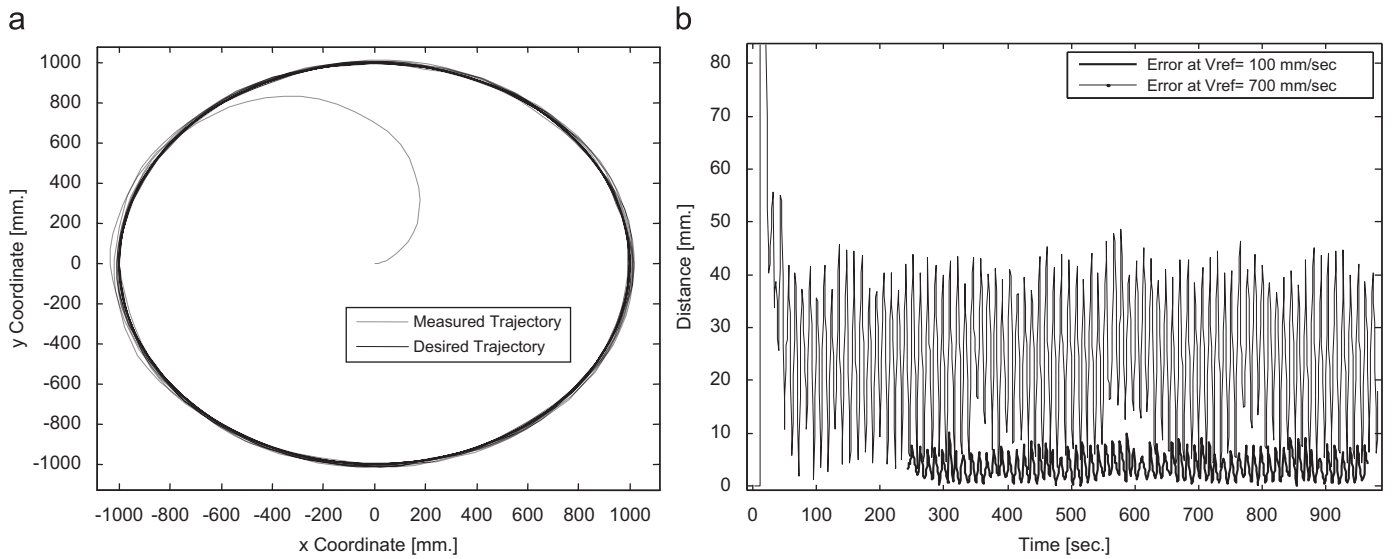 a
b
1000
800
600
400
200
0
-200
-400
-600
-800
-1000
y Coordinate [mm.]
Measured Trajectory
Desired Trajectory
-1000 -800 -600 -400 -200 0 200 400 600 800 1000
x Coordinate [mm.]
80
70
60
50
40
30
20
10
0
Distance [mm.]
Error at Vref= 100 mm/sec
Error at Vref= 700 mm/sec
0 100 200 300 400 500 600 700 800 900
Time [sec.]